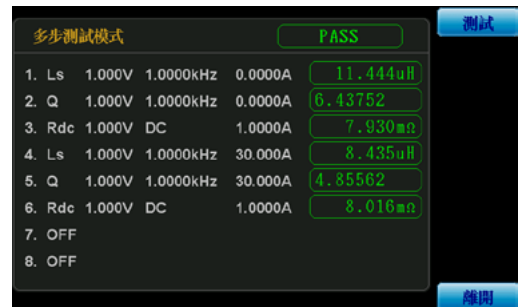 多步測試模式 PASS 測試
1. Ls 1.000V 1.0000kHz 0.0000A 11.444uH
2. Q 1.000V 1.0000kHz 0.0000A 6.43752
3. Rdc 1.000V DC 1.0000A 7.930mΩ
4. Ls 1.000V 1.0000kHz 30.000A 8.435uH
5. Q 1.000V 1.0000kHz 30.000A 4.85562
6. Rdc 1.000V DC 1.0000A 8.016mΩ
7. OFF
8. OFF
離開